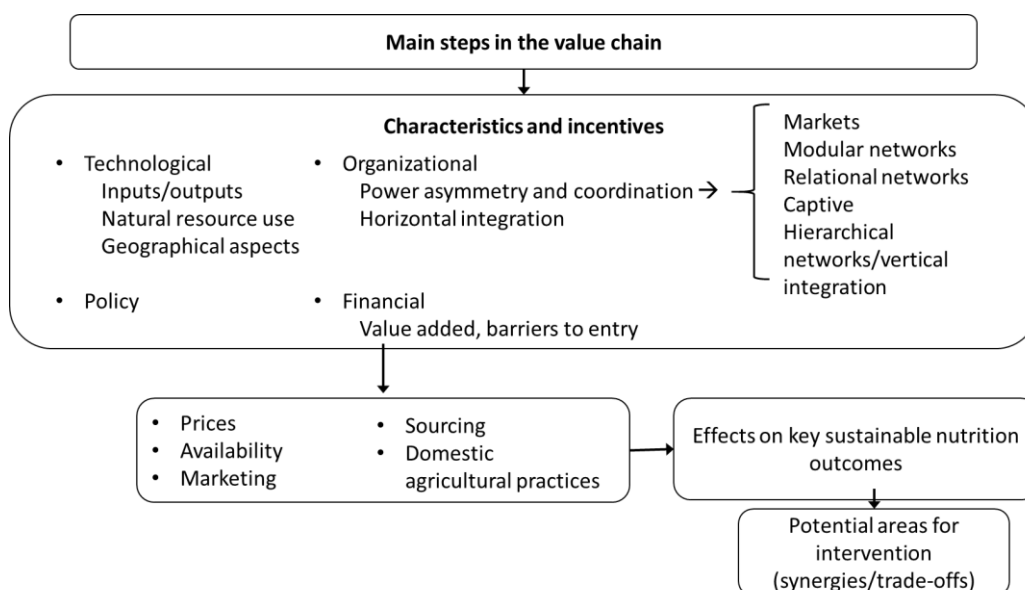 Main steps in the value chain
Characteristics and incentives
• Technological
Inputs/outputs
Natural resource use
Geographical aspects
• Policy
• Organizational
Power asymmetry and coordination →
Horizontal integration
• Financial
Value added, barriers to entry
Markets
Modular networks
Relational networks
Captive
Hierarchical
networks/vertical
integration
• Prices
• Availability
• Marketing
• Sourcing
• Domestic
agricultural practices
Effects on key sustainable nutrition
outcomes
Potential areas for
intervention
(synergies/trade-offs)